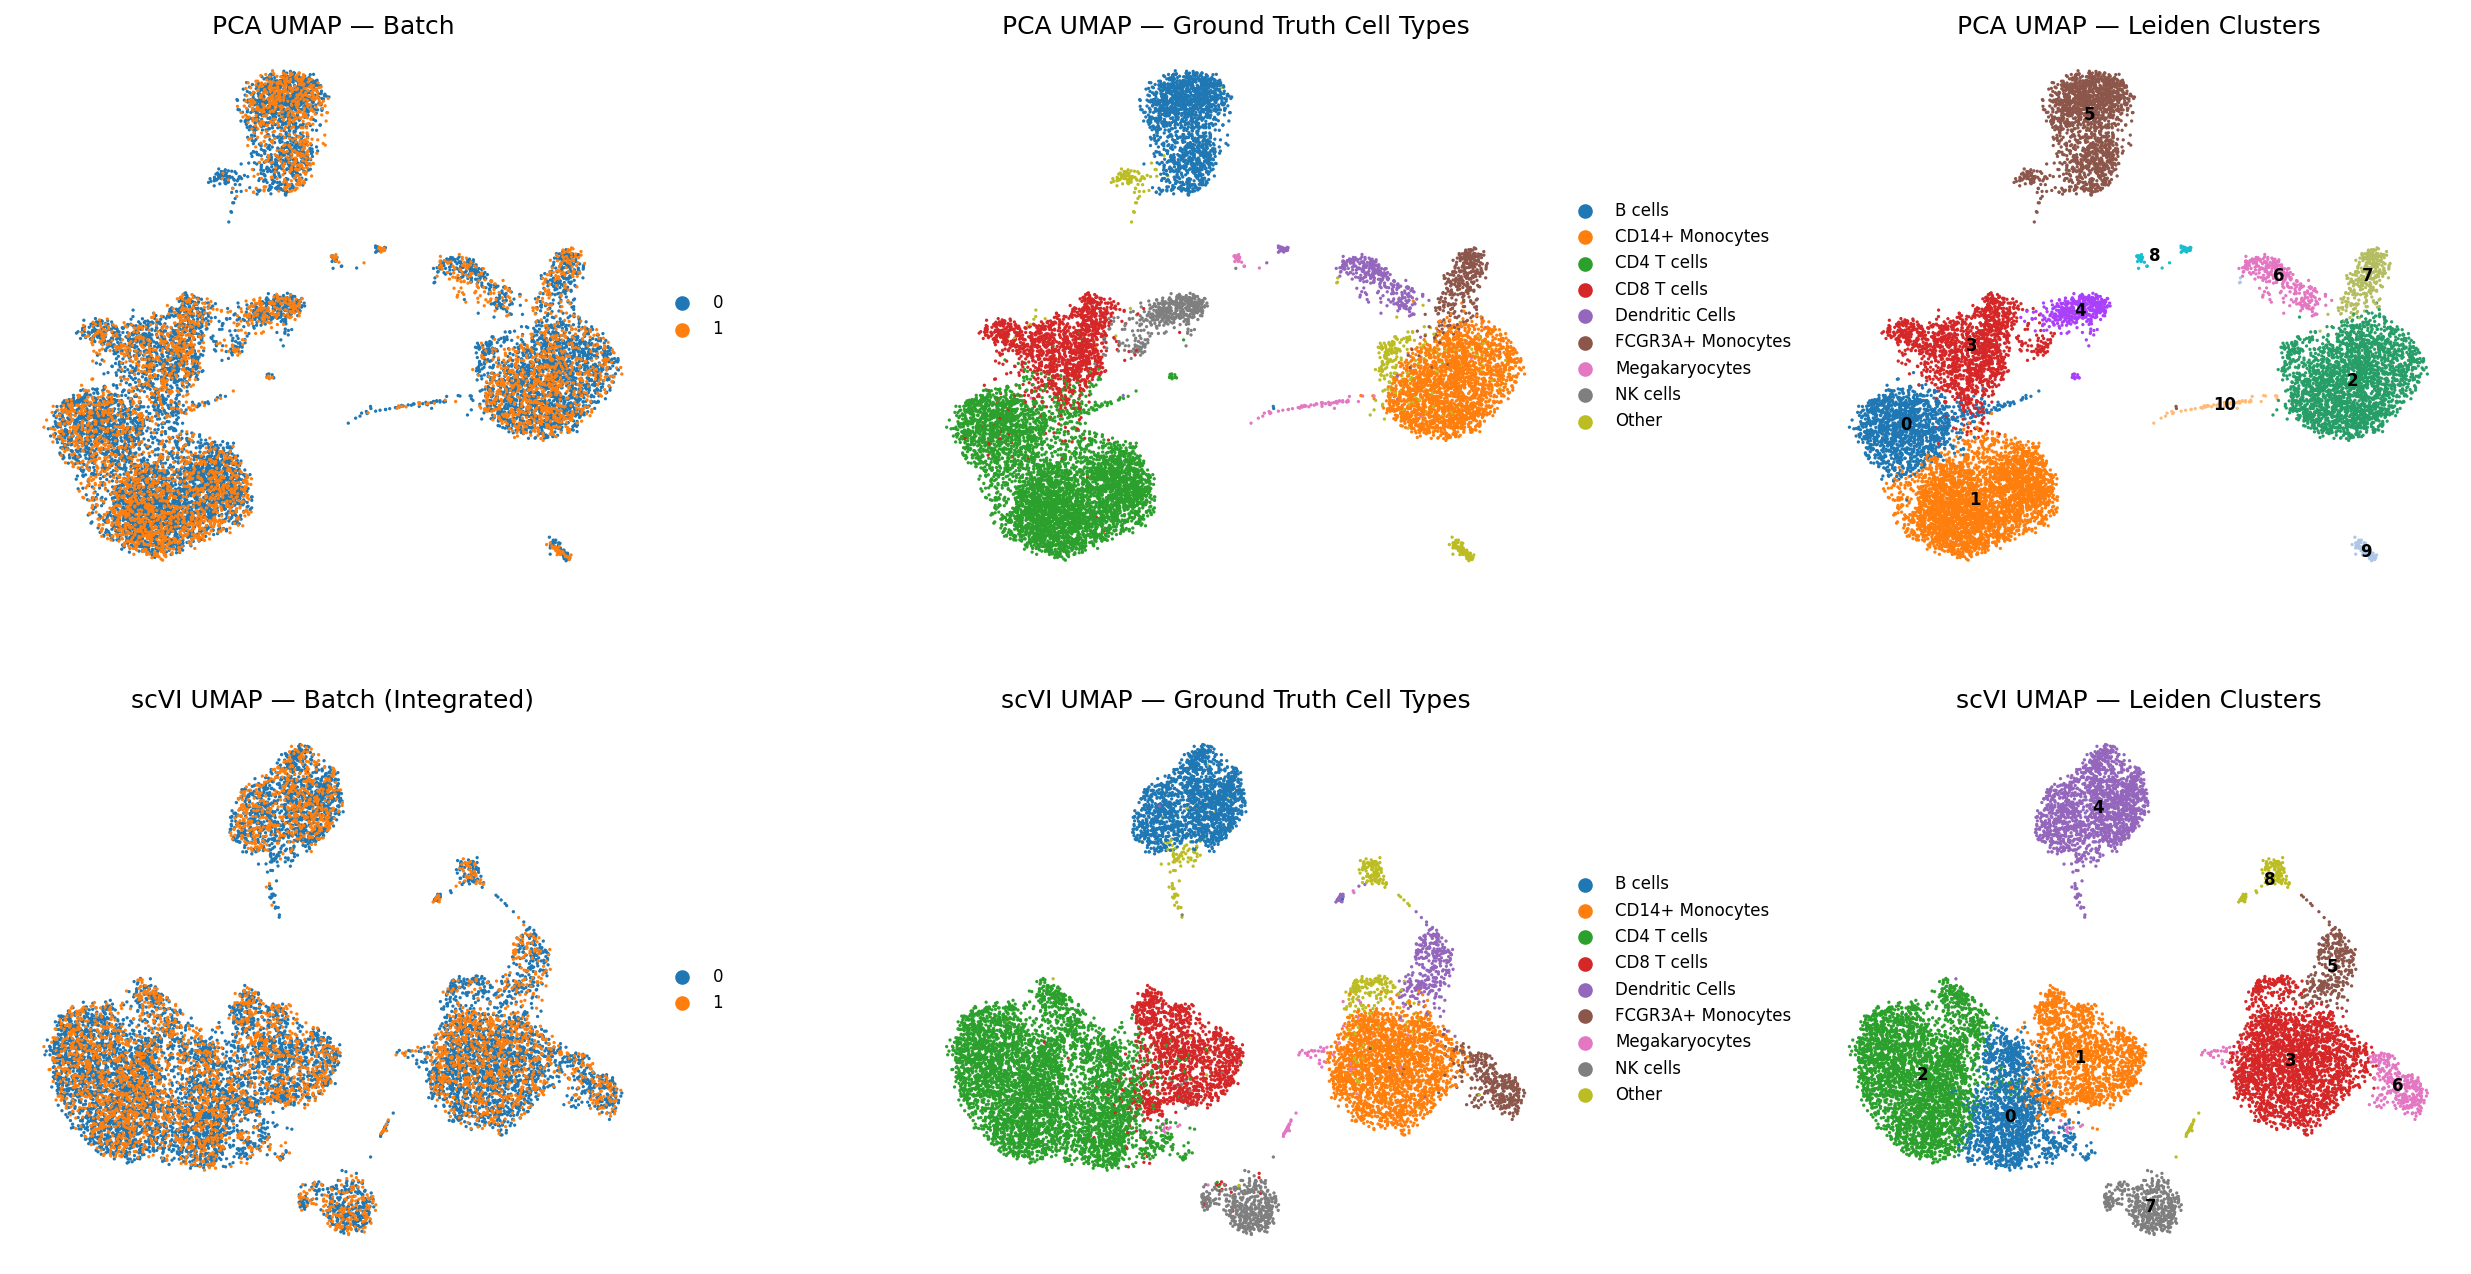 PCA UMAP — Batch
0
1
PCA UMAP — Ground Truth Cell Types
B cells
CD14+ Monocytes
CD4 T cells
CD8 T cells
Dendritic Cells
FCGR3A+ Monocytes
Megakaryocytes
NK cells
Other
PCA UMAP — Leiden Clusters
5
8
6
7
4
3
2
10
0
1
9
scVI UMAP — Batch (Integrated)
0
1
scVI UMAP — Ground Truth Cell Types
B cells
CD14+ Monocytes
CD4 T cells
CD8 T cells
Dendritic Cells
FCGR3A+ Monocytes
Megakaryocytes
NK cells
Other
scVI UMAP — Leiden Clusters
4
8
5
1
3
2
6
0
7